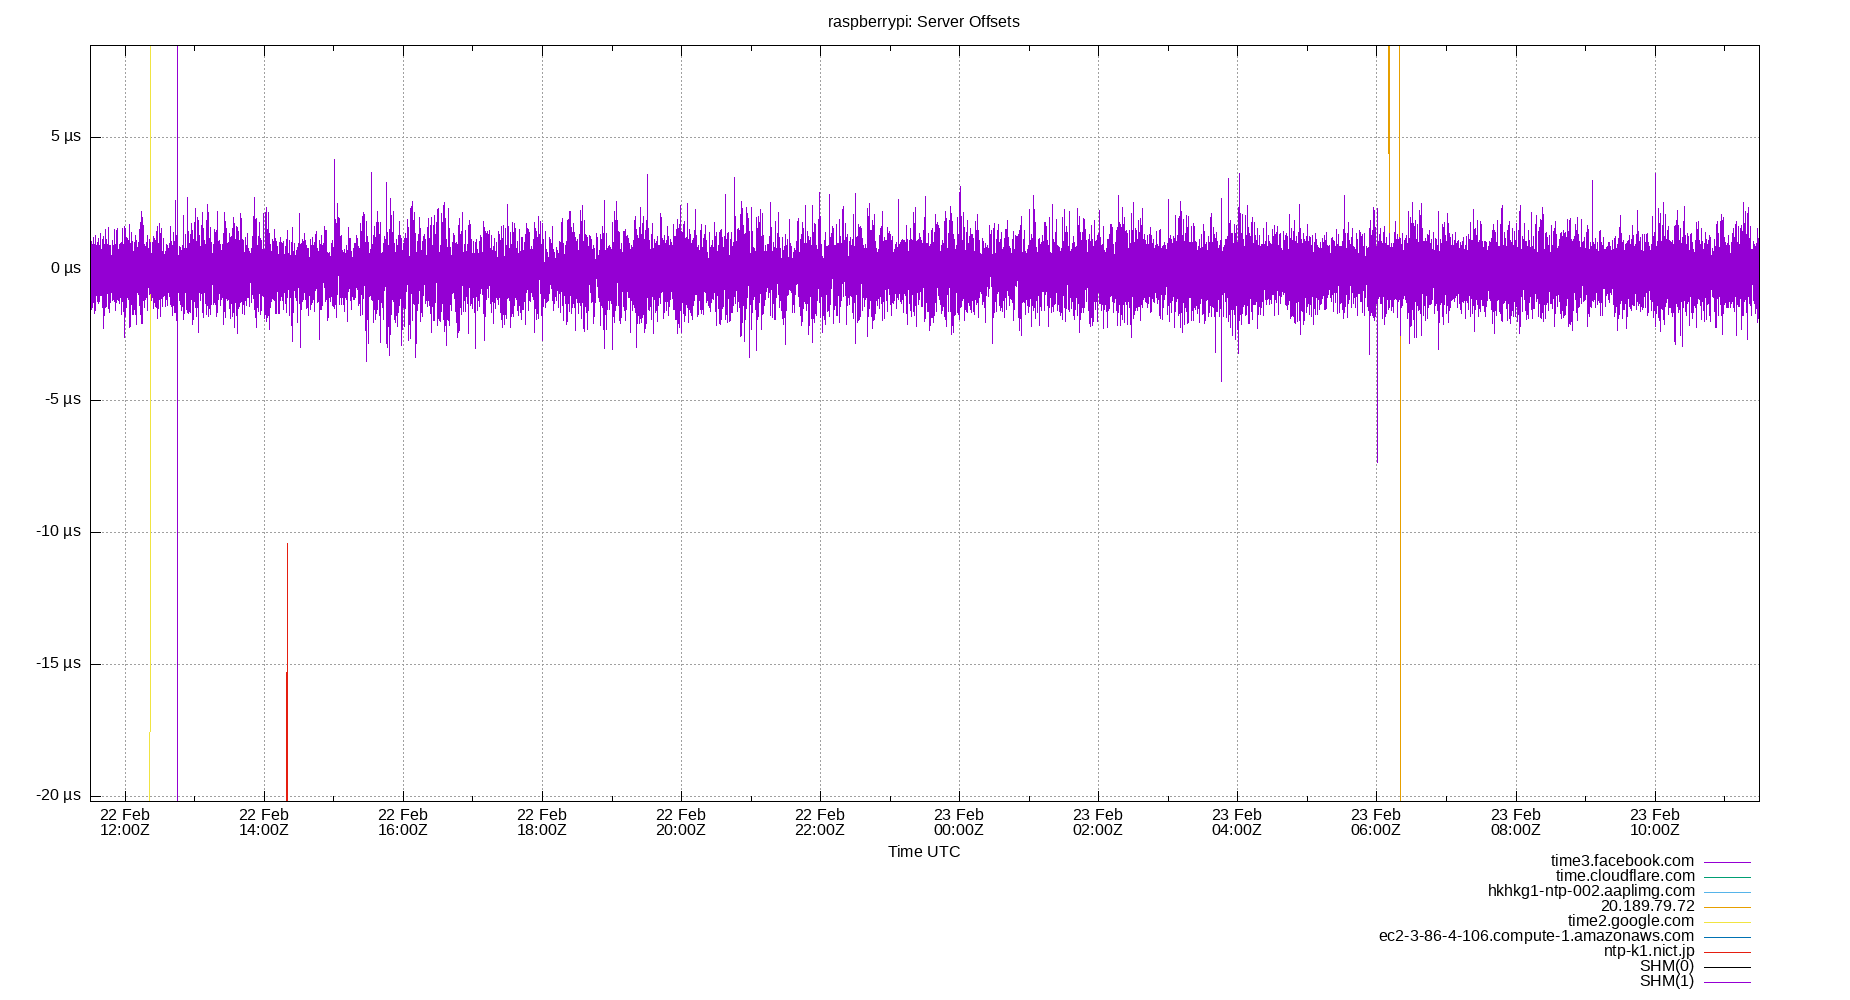 raspberrypi: Server Offsets
5 µs
0 µs
-5 µs
-10 µs
-15 µs
-20 µs
22 Feb 22 Feb 22 Feb 22 Feb 22 Feb 22 Feb 23 Feb 23 Feb 23 Feb 23 Feb 23 Feb 23 Feb
12:00Z 14:00Z 16:00Z 18:00Z 20:00Z 22:00Z 00:00Z 02:00Z 04:00Z 06:00Z 08:00Z 10:00Z
Time UTC
time3.facebook.com
time.cloudflare.com
hkhkg1-ntp-002.aaplimg.com
20.189.79.72
time2.google.com
ec2-3-86-4-106.compute-1.amazonaws.com
ntp-k1.nict.jp
SHM(0)
SHM(1)